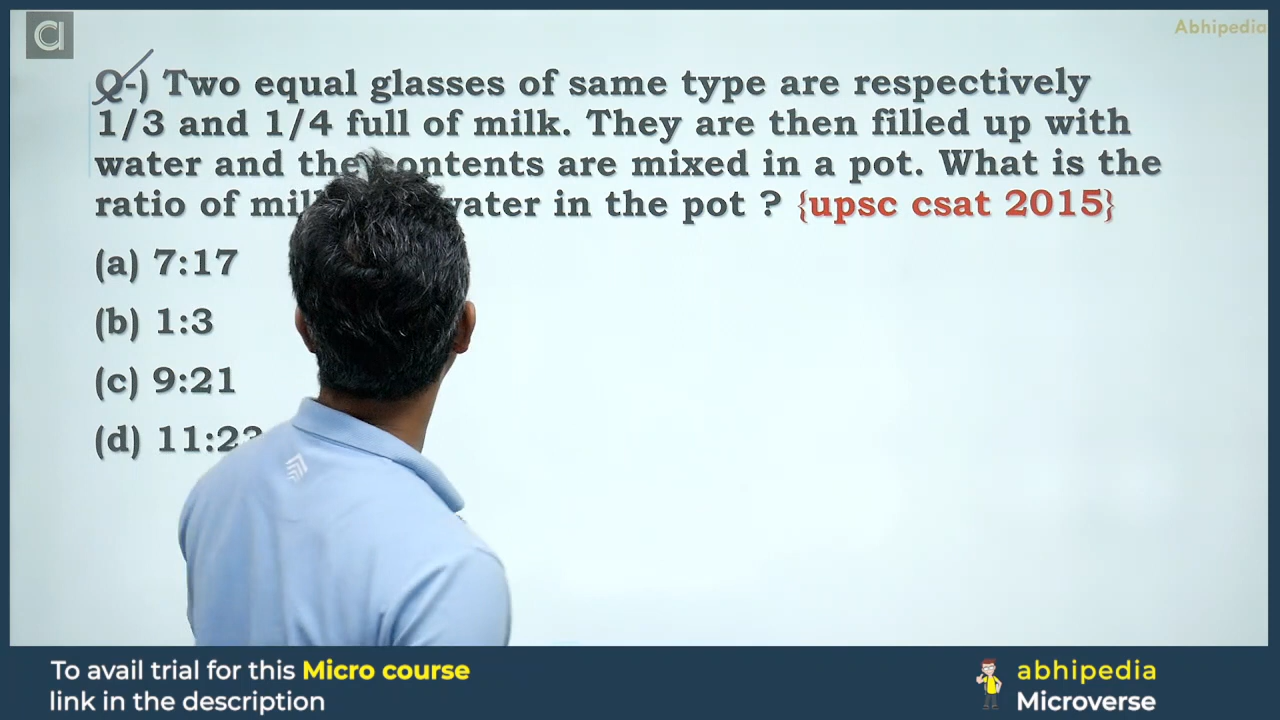 Abhipedia
Q-) Two equal glasses of same type are respectively
1/3 and 1/4 full of milk. They are then filled up with
water and the contents are mixed in a pot. What is the
ratio of water in the pot ? {upsc csat 2015}
(a) 7:17
(b) 1:3
(c) 9:21
(d) 11:23
To avail trial for this Micro course
link in the description
abhipedia
Microverse